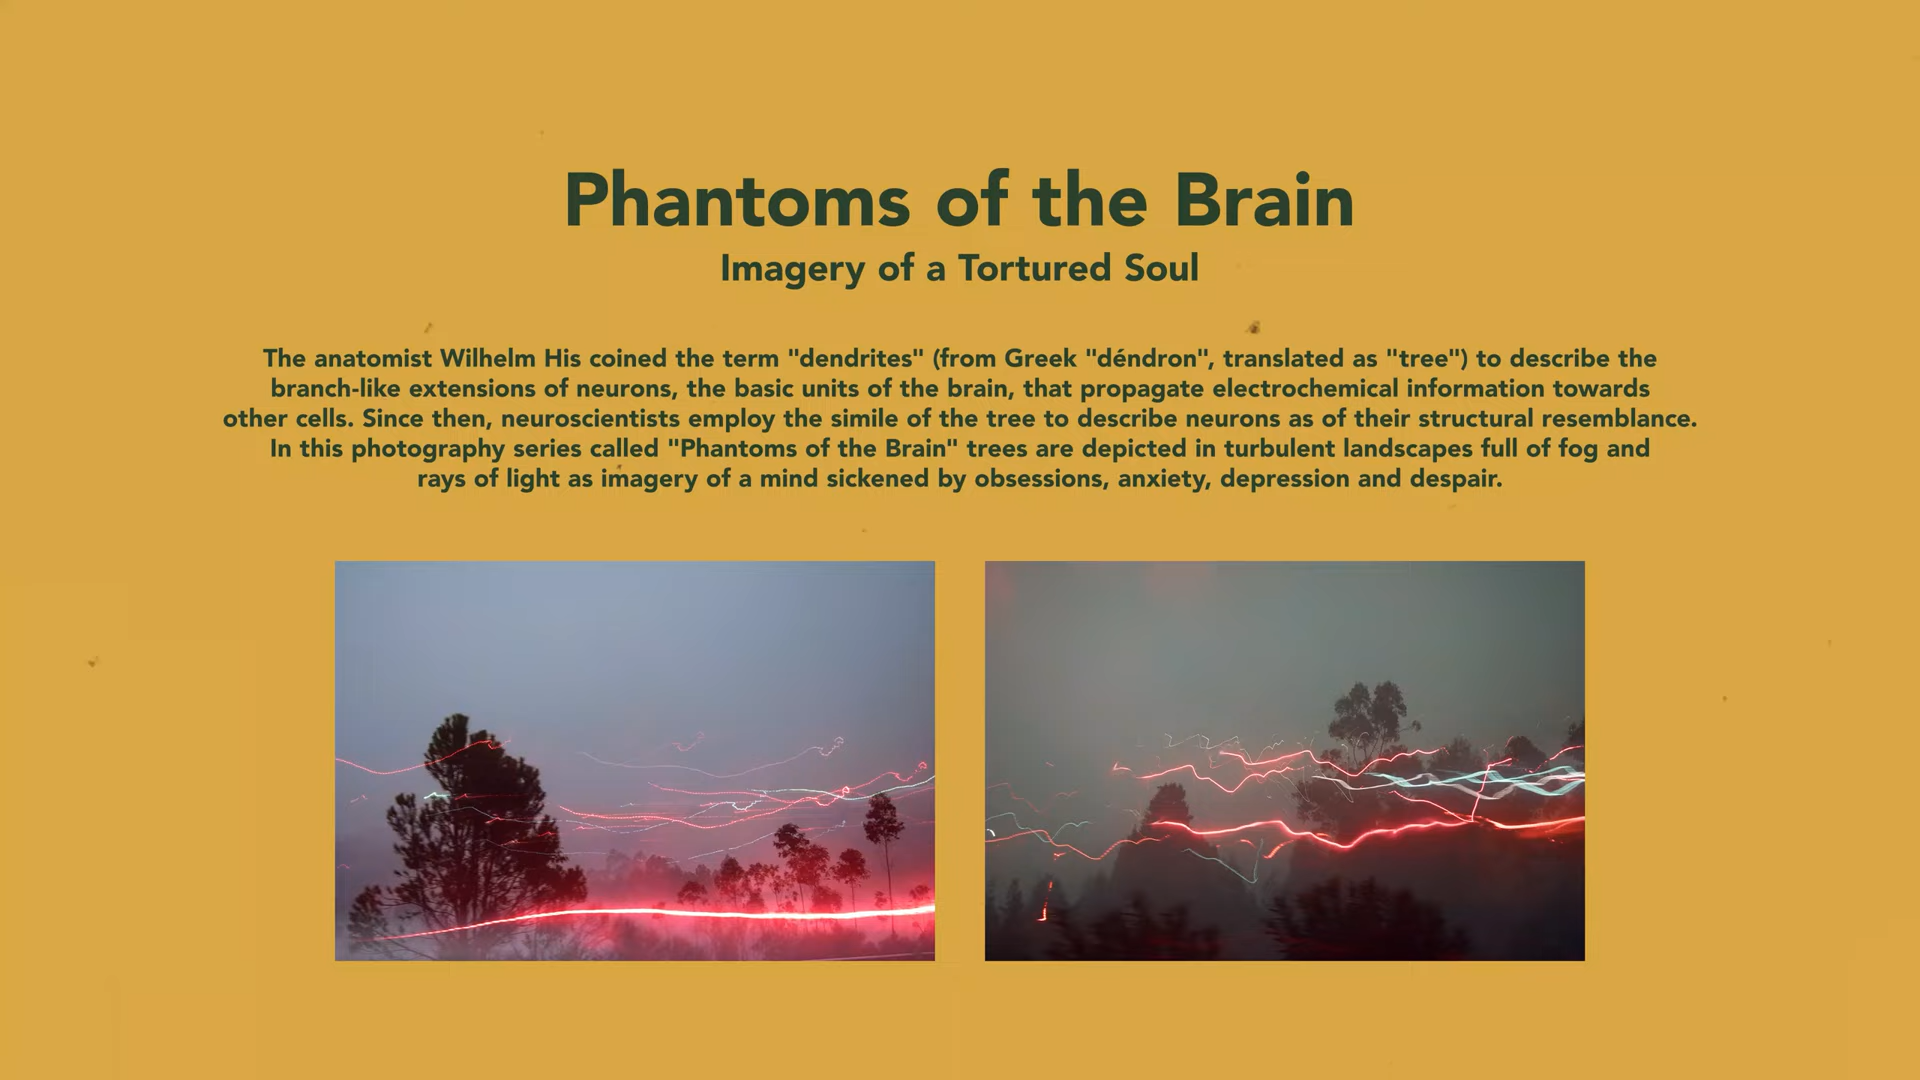 Phantoms of the Brain
Imagery of a Tortured Soul
The anatomist Wilhelm His coined the term "dendrites" (from Greek "déndron", translated as "tree") to describe the
branch-like extensions of neurons, the basic units of the brain, that propagate electrochemical information towards
other cells. Since then, neuroscientists employ the simile of the tree to describe neurons as of their structural resemblance.
In this photography series called "Phantoms of the Brain" trees are depicted in turbulent landscapes full of fog and
rays of light as imagery of a mind sickened by obsessions, anxiety, depression and despair.